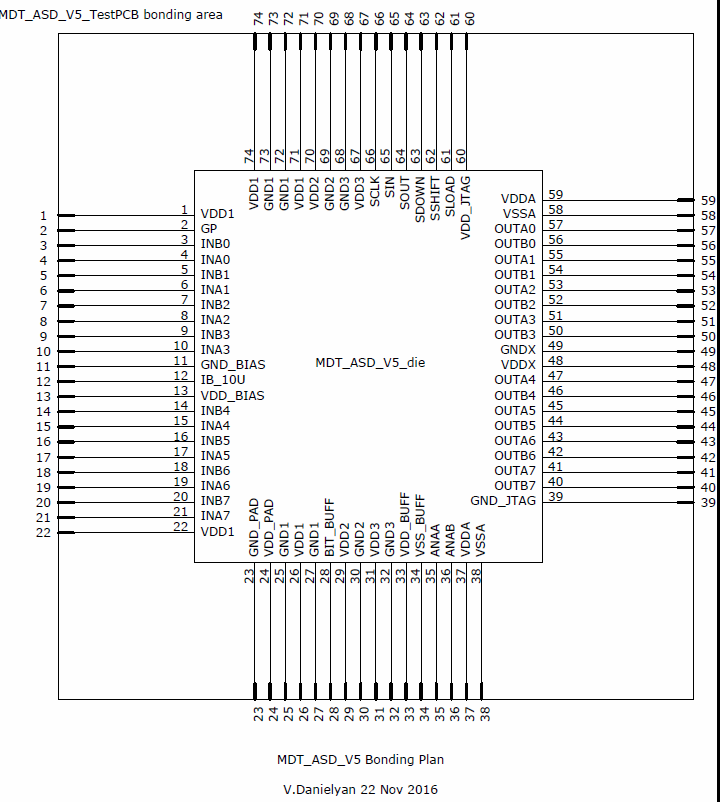 MDT_ASD_V5_TestPCB bonding area
74 73 72 71 70 69 68 67 66 65 64 63 62 61 60
74 73 72 71 70 69 68 67 66 65 64 63 62 61 60
VDD1 GND1 GND1 VDD1 VDD2 GND2 GND3 VDD3 SCLK SIN SOUT SDOWN SSHIFT SLOAD VDD_JTAG
VDDA 59 59
VSSA 58 58
1 1 VDD1
OUTA0 57 57
2 2 GP
OUTB0 56 56
3 3 INB0
OUTA1 55 55
4 4 INA0
OUTB1 54 54
5 5 INB1
OUTA2 53 53
6 6 INA1
OUTB2 52 52
7 7 INB2
OUTA3 51 51
8 8 INA2
OUTB3 50 50
9 9 INB3
GNDX 49 49
10 10 INA3
MDT_ASD_V5_die
VDDX 48 48
11 11 GND_BIAS
OUTA4 47 47
12 12 IB_10U
OUTB4 46 46
13 13 VDD_BIAS
OUTA5 45 45
14 14 INB4
OUTB5 44 44
15 15 INA4
OUTA6 43 43
16 16 INB5
OUTB6 42 42
17 17 INA5
OUTA7 41 41
18 18 INB6
OUTB7 40 40
19 19 INA6
GND_JTAG 39 39
20 20 INB7
21 21 INA7
22 22 VDD1
GND_PAD VDD_PAD GND1 VDD1 GND1 BIT_BUFF VDD2 GND2 VDD3 GND3 VDD_BUFF VSS_BUFF ANAA ANAB VDDA VSSA
23 24 25 26 27 28 29 30 31 32 33 34 35 36 37 38
23 24 25 26 27 28 29 30 31 32 33 34 35 36 37 38
MDT_ASD_V5 Bonding Plan
V.Danielyan 22 Nov 2016